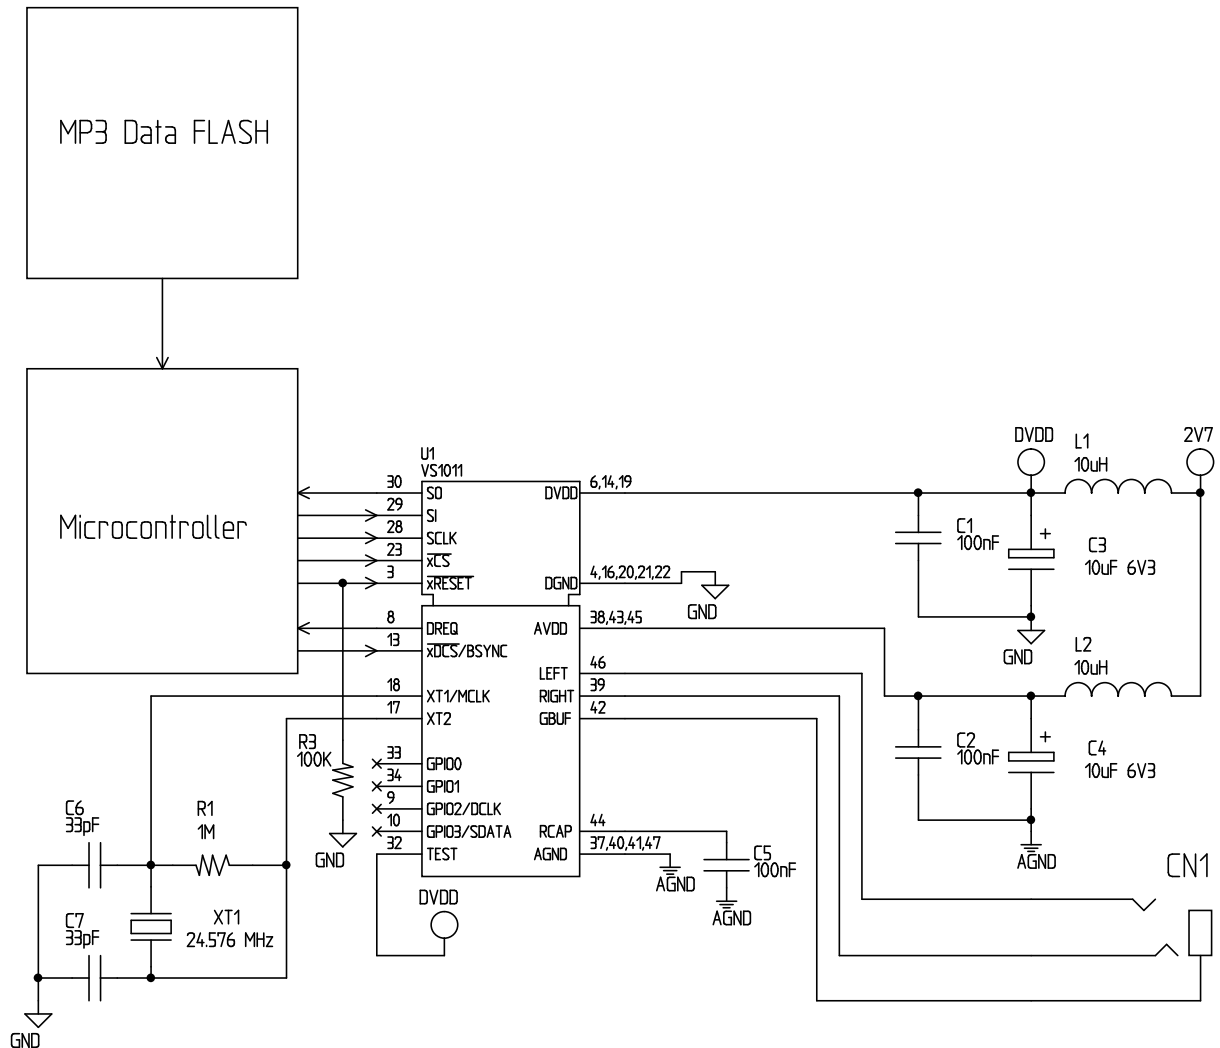 MP3 Data FLASH
Microcontroller
U1
VS1011
30
SO
29
SI
28
SCLK
23
xCS
3
xRESET
8
DREQ
13
xDCS/BSYNC
18
XT1/MCLK
17
XT2
33
GPIO0
34
GPIO1
9
GPIO2/DCLK
10
GPIO3/SDATA
32
TEST
DVDD
6,14,19
DGND
4,16,20,21,22
GND
AVDD
38,43,45
LEFT
46
RIGHT
39
GBUF
42
RCAP
44
AGND
37,40,41,47
AGND
C5
100nF
AGND
DVDD
L1
10uH
2V7
C1
100nF
+
C3
10uF 6V3
GND
L2
10uH
C2
100nF
+
C4
10uF 6V3
AGND
CN1
R3
100K
GND
C6
33pF
R1
1M
C7
33pF
XT1
24.576 MHz
GND
DVDD